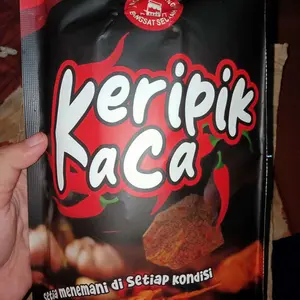 Keripik
Kaca
Setia menemani di setiap kondisi